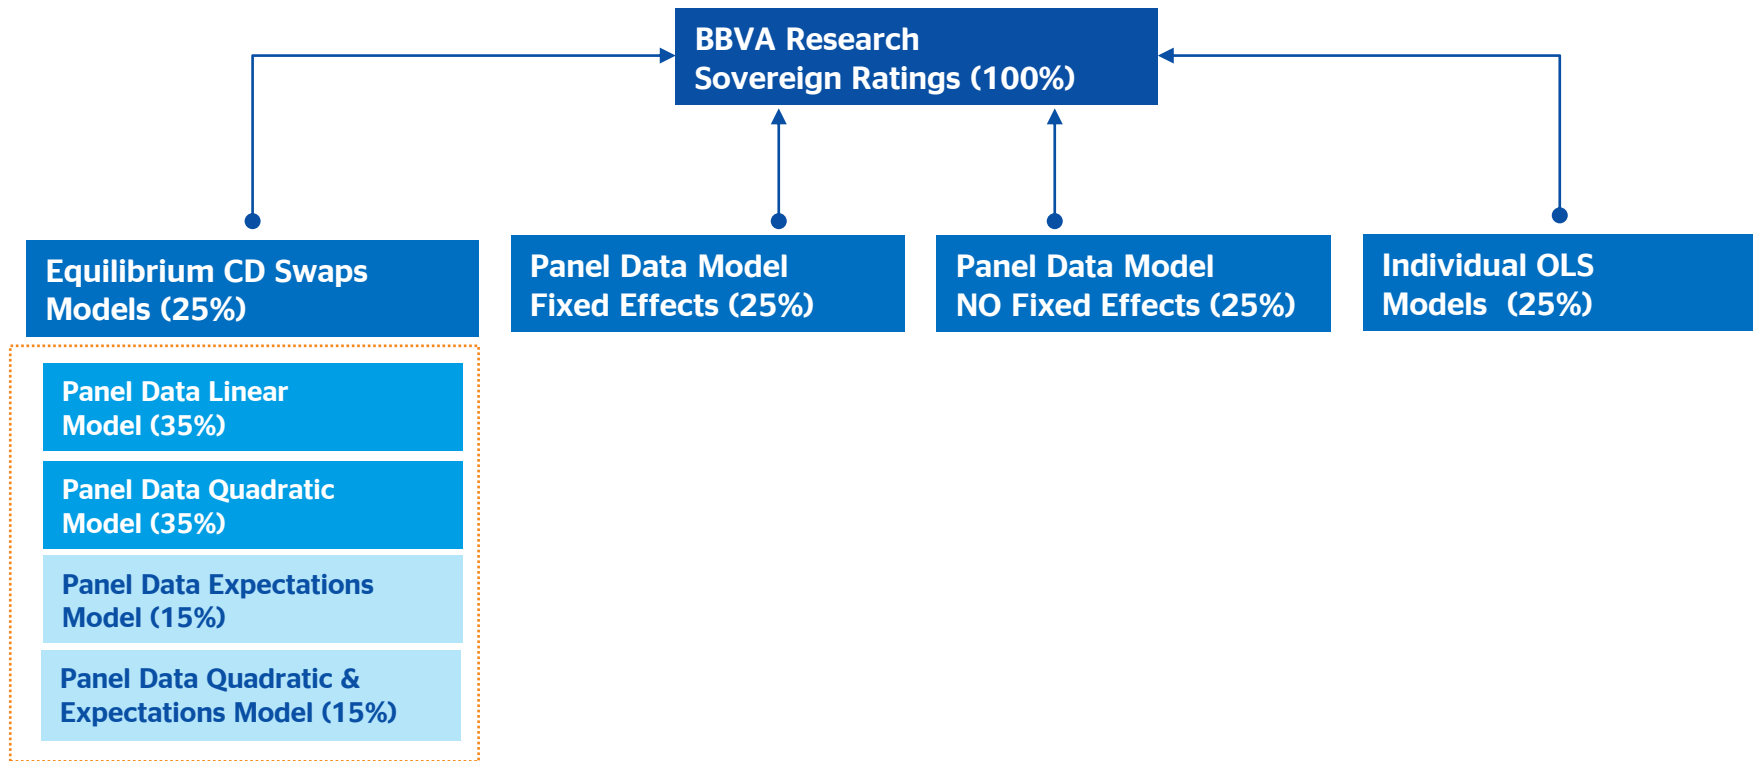 BBVA Research
Sovereign Ratings (100%)
Equilibrium CD Swaps
Models (25%)
Panel Data Model
Fixed Effects (25%)
Panel Data Model
NO Fixed Effects (25%)
Individual OLS
Models (25%)
Panel Data Linear
Model (35%)
Panel Data Quadratic
Model (35%)
Panel Data Expectations
Model (15%)
Panel Data Quadratic &
Expectations Model (15%)